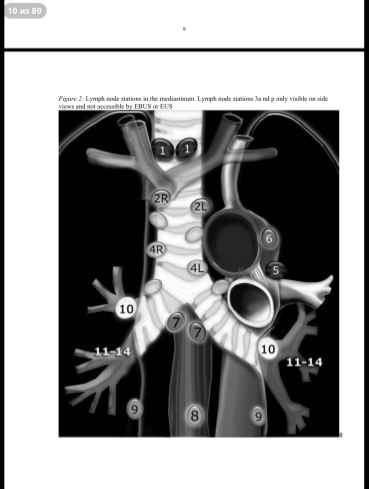 10 из 89
Figure 2: Lymph node stations in the mediastinum. Lymph node stations 3a nd p only visible on side
views and not accessible by EBUS or EUS
1 1
2R 2L
6
4R
4L 5
10
7 7
11-14
10
11-14
9 8 9